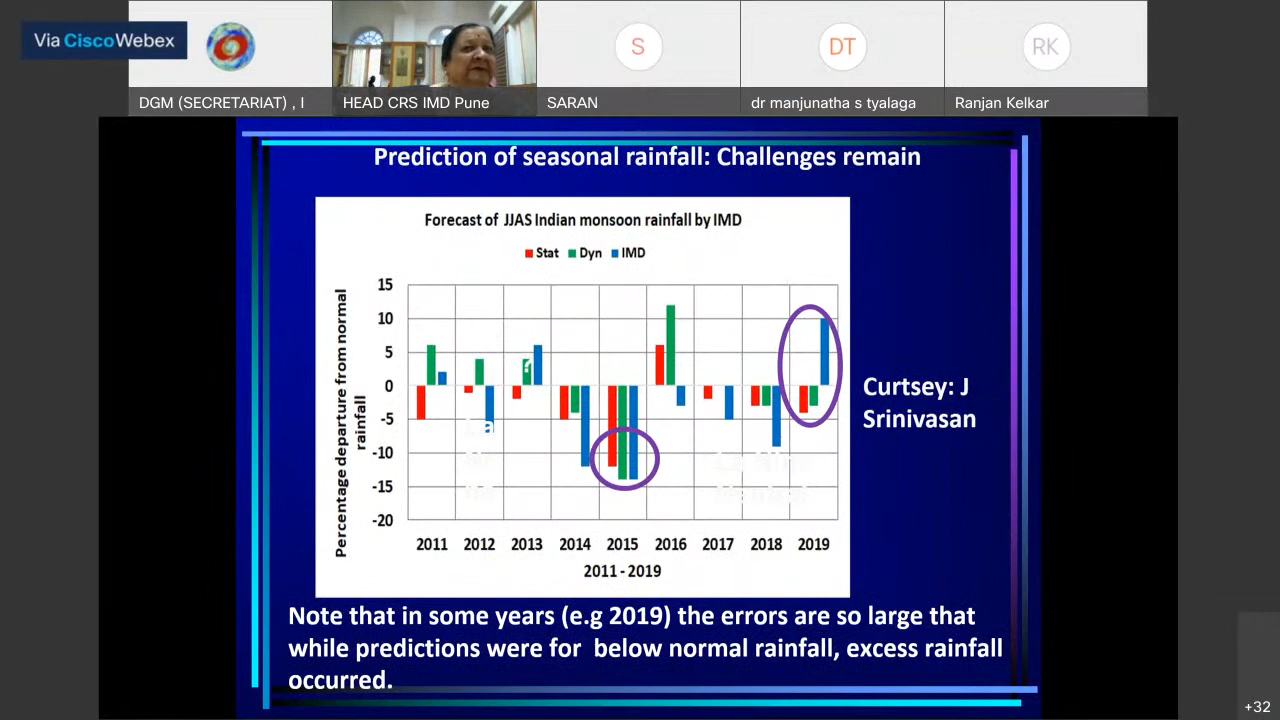 Via Cisco Webex
DGM (SECRETARIAT) , I
HEAD CRS IMD Pune
S
SARAN
DT
dr manjunatha s tyalaga
RK
Ranjan Kelkar
Prediction of seasonal rainfall: Challenges remain
Forecast of JJAS Indian monsoon rainfall by IMD
Stat Dyn IMD
Percentage departure from normal
rainfall
15
10
5
0
-5
-10
-15
-20
?
2011 2012 2013 2014 2015 2016 2017 2018 2019
2011 - 2019
Curtsey: J
Srinivasan
Note that in some years (e.g 2019) the errors are so large that
while predictions were for below normal rainfall, excess rainfall
occurred.
+32